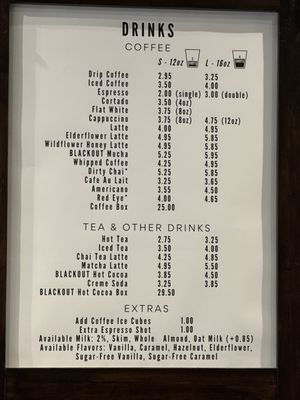 DRINKS
COFFEE
S - 12oz L - 16oz
Drip Coffee 2.95 3.25
Iced Coffee 3.50 4.00
Espresso 2.00 (single) 3.00 (double)
Cortado 3.50 (4oz)
Flat White 3.75 (8oz)
Cappuccino 3.75 (8oz) 4.75 (12oz)
Latte 4.00 4.95
Elderflower Latte 4.95 5.85
Wildflower Honey Latte 4.95 5.85
BLACKOUT Mocha 5.25 5.95
Whipped Coffee 4.25 4.95
Dirty Chai* 5.25 5.85
Cafe Au Lait 3.25 3.65
Americano 3.55 4.50
Red Eye* 4.00 4.65
Coffee Box 25.00
TEA & OTHER DRINKS
Hot Tea 2.75 3.25
Iced Tea 3.50 4.00
Chai Tea Latte 4.25 4.85
Matcha Latte 4.95 5.50
BLACKOUT Hot Cocoa 3.85 4.50
Creme Soda 3.25 3.85
BLACKOUT Hot Cocoa Box 29.50
EXTRAS
Add Coffee Ice Cubes 1.00
Extra Espresso Shot 1.00
Available Milk: 2%, Skim, Whole Almond, Oat Milk (+0.85)
Available Flavors: Vanilla, Caramel, Hazelnut, Elderflower,
Sugar-Free Vanilla, Sugar-Free Caramel